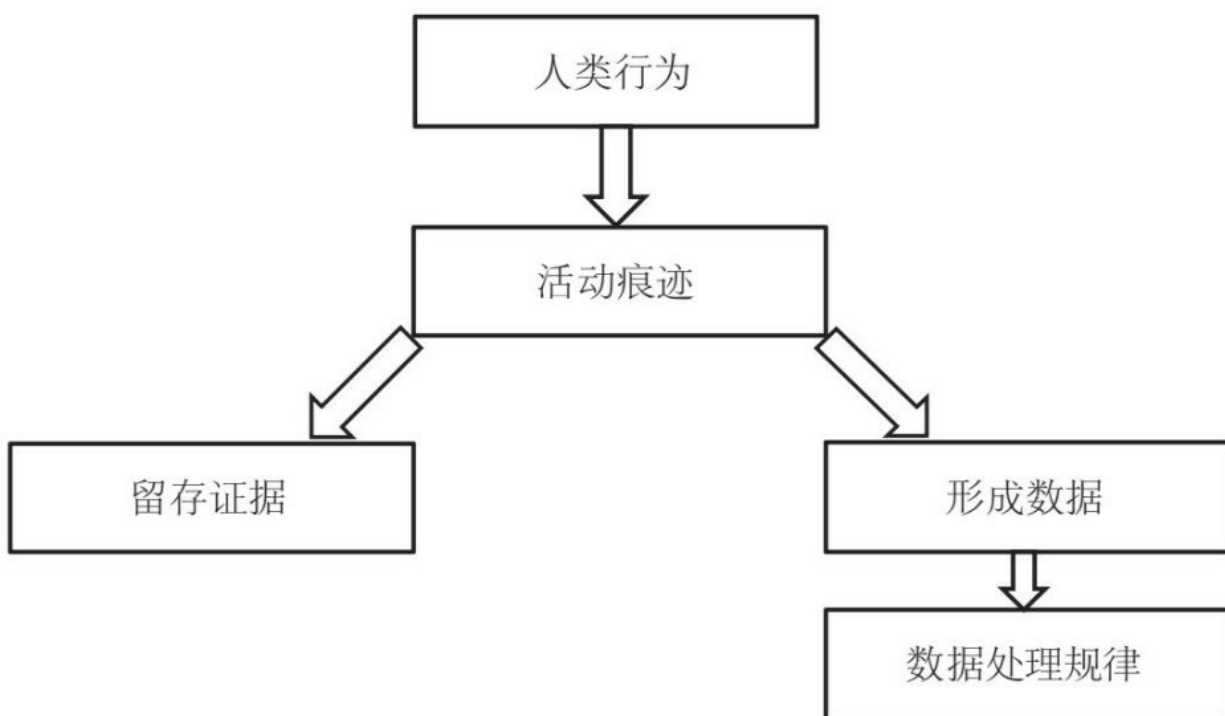 人类行为
活动痕迹
留存证据
形成数据
数据处理规律